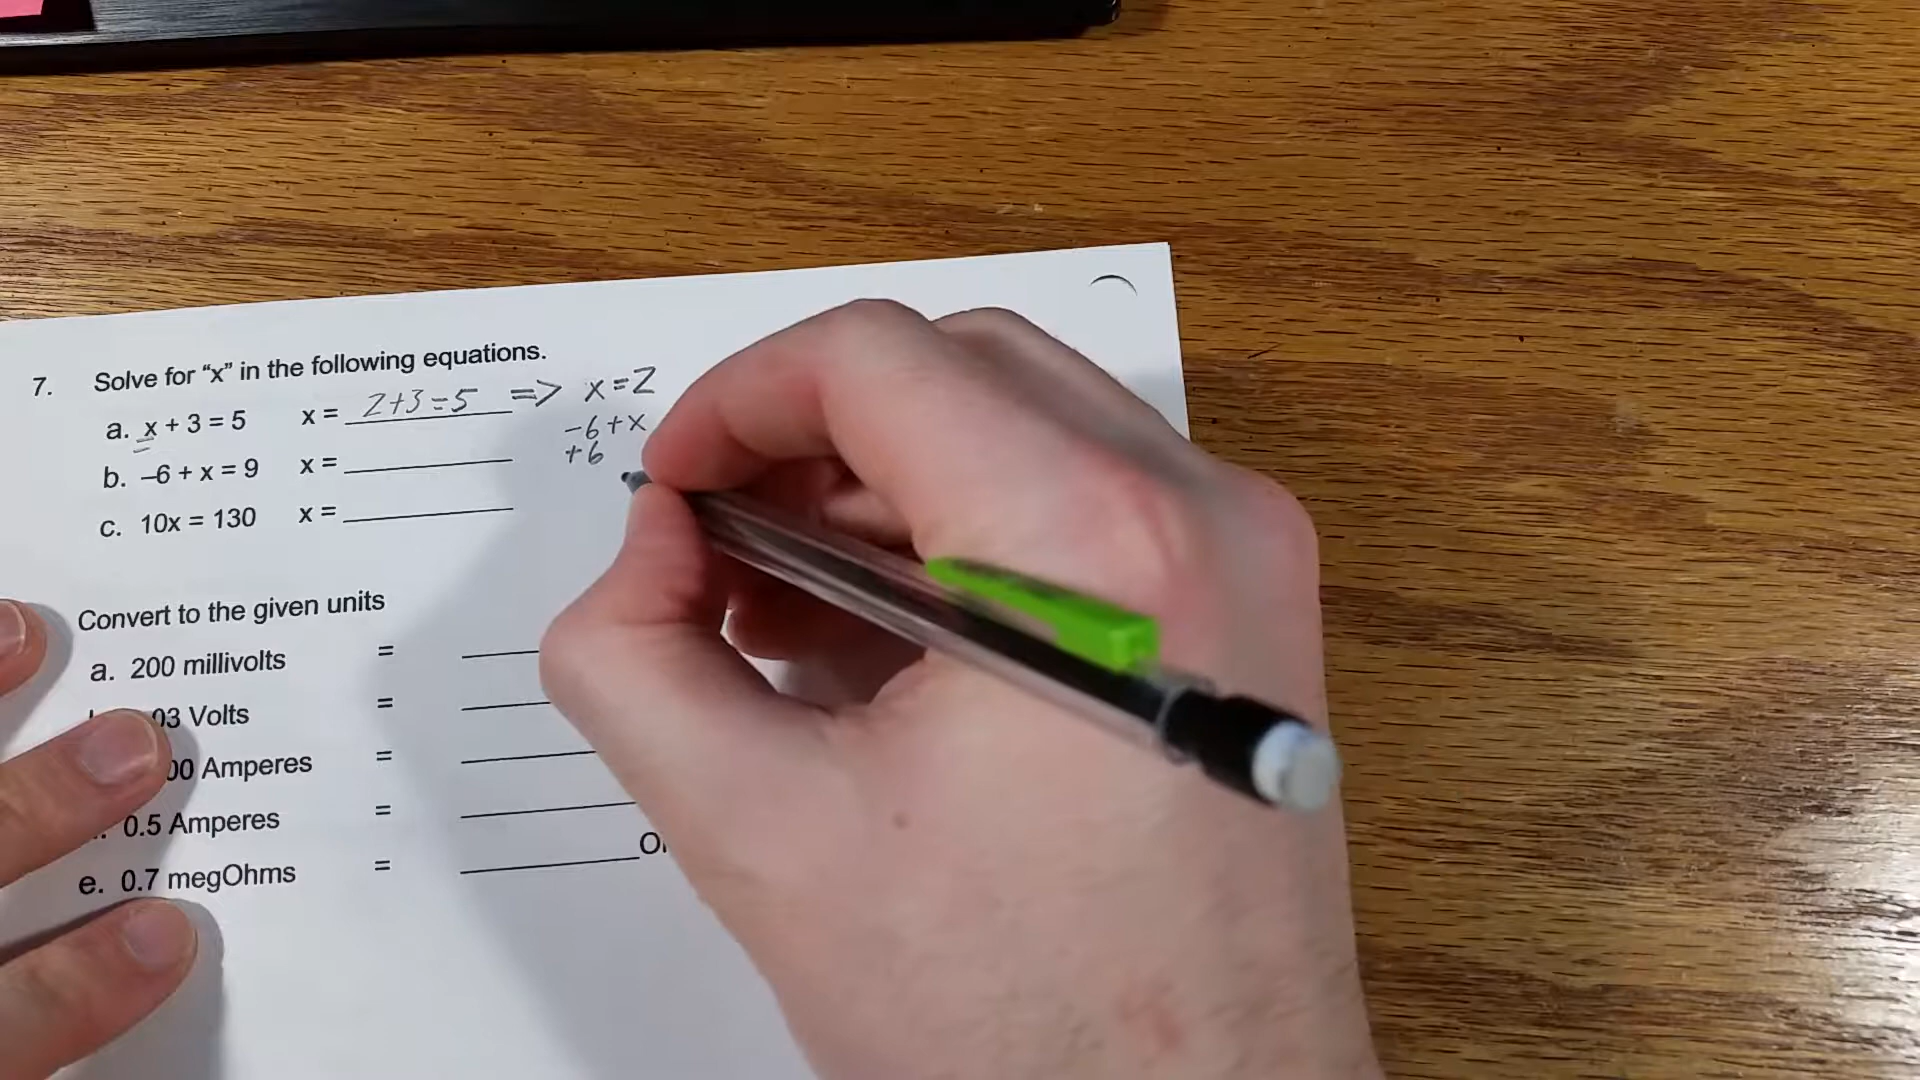 7. Solve for “x” in the following equations.
a. x + 3 = 5 x = 2+3=5 => x=2
b. –6 + x = 9 x =
-6+x
+6
c. 10x = 130 x =
Convert to the given units
a. 200 millivolts =
03 Volts =
00 Amperes =
0.5 Amperes =
e. 0.7 megOhms =